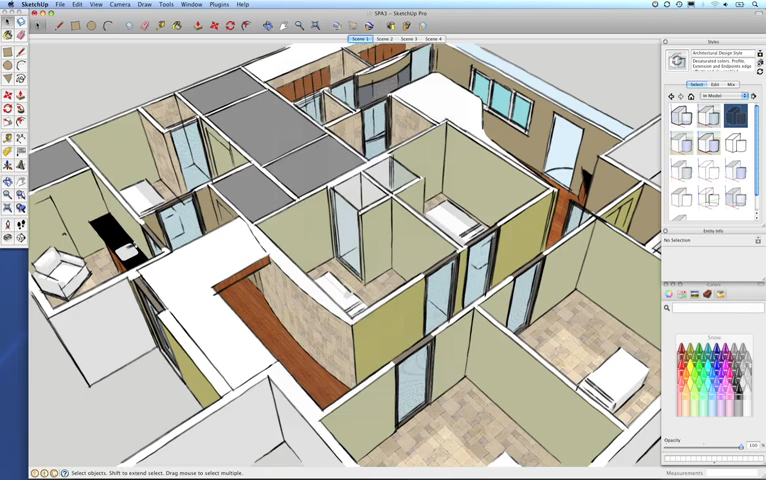 SketchUp File Edit View Camera Draw Tools Window Plugins Help
SPA3 - SketchUp Pro
Scene 1 Scene 2 Scene 3 Scene 4
Styles
Architectural Design Style
Desaturated colors. Profile,
Extension and Endpoints edge
Select Edit Mix
In Model
Entity Info
No Selection
Colors
Snow
Opacity
100 %
Select objects. Shift to extend select. Drag mouse to select multiple.
Measurements